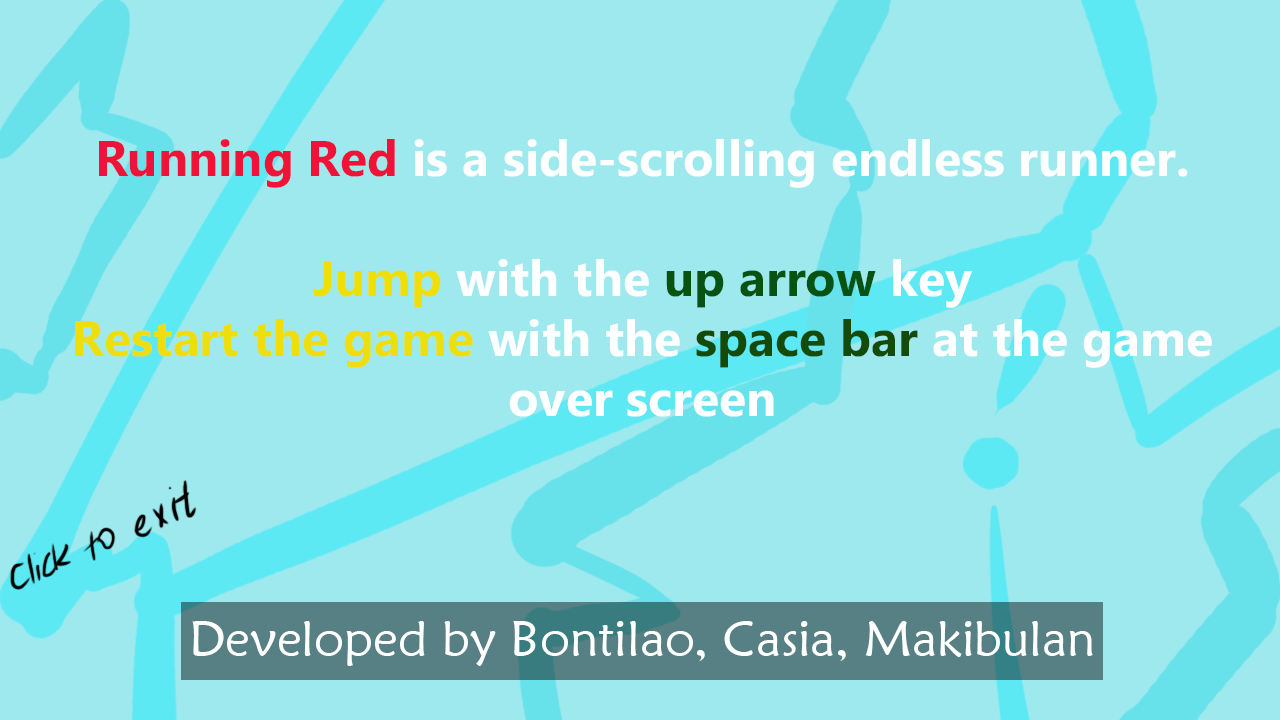 Running Red is a side-scrolling endless runner.
Jump with the up arrow key
Restart the game with the space bar at the game
over screen
Click to exit
Developed by Bontilao, Casia, Makibulan